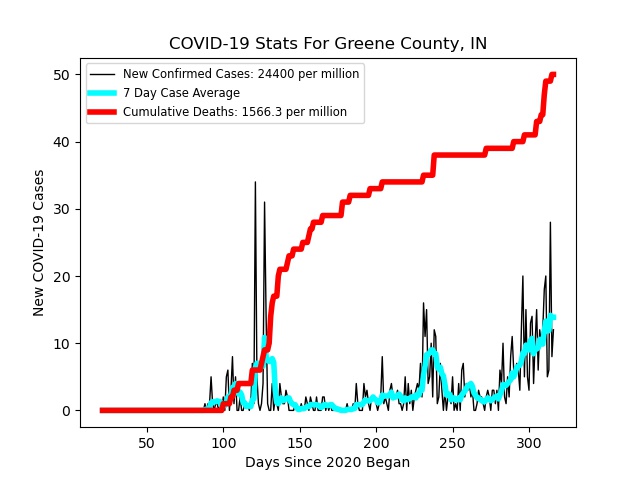 COVID-19 Stats For Greene County, IN
New Confirmed Cases: 24400 per million
7 Day Case Average
Cumulative Deaths: 1566.3 per million
New COVID-19 Cases
50
40
30
20
10
0
50 100 150 200 250 300
Days Since 2020 Began